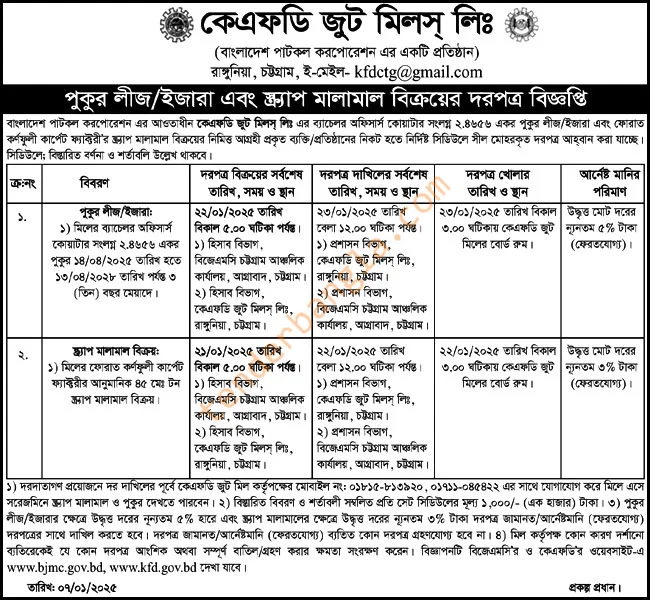 কেএফডি জুট মিলস্ লিঃ
(বাংলাদেশ পাটকল করপোরেশন এর একটি প্রতিষ্ঠান)
রাঙ্গুনিয়া, চট্টগ্রাম, ই-মেইল- kfdctg@gmail.com
পুকুর লীজ/ইজারা এবং স্ক্র্যাপ মালামাল বিক্রয়ের দরপত্র বিজ্ঞপ্তি
বাংলাদেশ পাটকল করপোরেশন এর আওতাধীন কেএফডি জুট মিলস্ লিঃ এর ব্যাচেলর অফিসার্স কোয়াটার সংলগ্ন ২.৪৬৫৬ একর পুকুর লীজ/ইজারা এবং ফোরাত
কর্ণফুলী কার্পেট ফ্যাক্টরী'র স্ক্র্যাপ মালামাল বিক্রয়ের নিমিত্ত আগ্রহী প্রকৃত ব্যক্তি/প্রতিষ্ঠানের নিকট হতে নির্দিষ্ট সিডিউলে সীল মোহরকৃত দরপত্র আহ্বান করা যাচ্ছে।
সিডিউলে; বিস্তারিত বর্ণনা ও শর্তাবলি উল্লেখ থাকবে।
ক্র:নং
বিবরণ
দরপত্র বিক্রয়ের সর্বশেষ
তারিখ, সময় ও স্থান
দরপত্র দাখিলের সর্বশেষ
তারিখ, সময় ও স্থান
দরপত্র খোলার
তারিখ ও স্থান
আর্নেষ্ট মানির
পরিমাণ
১.
পুকুর লীজ/ইজারা:
১) মিলের ব্যাচেলর অফিসার্স
কোয়াটার সংলগ্ন ২.৪৬৫৬ একর
পুকুর ১৪/০৪/২০২৫ তারিখ হতে
১৩/০৪/২০২৮ তারিখ পর্যন্ত ৩
(তিন) বছর মেয়াদে।
২২/০১/২০২৫ তারিখ
বিকাল ৫.০০ ঘটিকা পর্যন্ত।
১) হিসাব বিভাগ,
বিজেএমসি চট্টগ্রাম আঞ্চলিক
কার্যালয়, আগ্রাবাদ, চট্টগ্রাম।
২) হিসাব বিভাগ,
কেএফডি জুট মিলস্ লিঃ,
রাঙ্গুনিয়া, চট্টগ্রাম।
২৩/০১/২০২৫ তারিখ
বেলা ১২.০০ ঘটিকা পর্যন্ত।
১) প্রশাসন বিভাগ,
কেএফডি জুট মিলস্ লিঃ,
রাঙ্গুনিয়া, চট্টগ্রাম।
২) প্রশাসন বিভাগ,
বিজেএমসি চট্টগ্রাম আঞ্চলিক
কার্যালয়, আগ্রাবাদ, চট্টগ্রাম।
২৩/০১/২০২৫ তারিখ বিকাল
৩.০০ ঘটিকায় কেএফডি জুট
মিলের বোর্ড রুম।
উদ্ধৃত মোট দরের
ন্যূনতম ৫% টাকা
(ফেরতযোগ্য)।
২.
স্ক্র্যাপ মালামাল বিক্রয়:
১) মিলের ফোরাত কর্ণফুলী কার্পেট
ফ্যাক্টরীর আনুমানিক ৪৫ মেঃ টন
স্ক্র্যাপ মালামাল বিক্রয়।
২১/০১/২০২৫ তারিখ
বিকাল ৫.০০ ঘটিকা পর্যন্ত।
১) হিসাব বিভাগ,
বিজেএমসি চট্টগ্রাম আঞ্চলিক
কার্যালয়, আগ্রাবাদ, চট্টগ্রাম।
২) হিসাব বিভাগ,
কেএফডি জুট মিলস্ লিঃ,
রাঙ্গুনিয়া, চট্টগ্রাম।
২২/০১/২০২৫ তারিখ
বেলা ১২.০০ ঘটিকা পর্যন্ত।
১) প্রশাসন বিভাগ,
কেএফডি জুট মিলস্ লিঃ,
রাঙ্গুনিয়া, চট্টগ্রাম।
২) প্রশাসন বিভাগ,
বিজেএমসি চট্টগ্রাম আঞ্চলিক
কার্যালয়, আগ্রাবাদ, চট্টগ্রাম।
২২/০১/২০২৫ তারিখ বিকাল
৩.০০ ঘটিকায় কেএফডি জুট
মিলের বোর্ড রুম।
উদ্ধৃত মোট দরের
ন্যূনতম ৩% টাকা
(ফেরতযোগ্য)।
১) দরদাতাগণ প্রয়োজনে দর দাখিলের পূর্বে কেএফডি জুট মিল কর্তৃপক্ষের মোবাইল নং: ০১৮১৫-৮১৩৯২০, ০১৭১১-০৪৫৪২২ এর সাথে যোগাযোগ করে মিলে এসে
সরেজমিনে স্ক্র্যাপ মালামাল ও পুকুর দেখতে পারবেন। ২) বিস্তারিত বিবরণ ও শর্তাবলী সম্বলিত প্রতি সেট সিডিউলের মূল্য ১,০০০/- (এক হাজার) টাকা। ৩) পুকুর
লীজ/ইজারার ক্ষেত্রে উদ্ধৃত দরের ন্যূনতম ৫% হারে এবং স্ক্র্যাপ মালামালের ক্ষেত্রে উদ্ধৃত দরের ন্যূনতম ৩% টাকা দরপত্র জামানত/আর্নেষ্টমানি (ফেরতযোগ্য)
দরপত্রের সাথে দাখিল করতে হবে। দরপত্র জামানত/আর্নেষ্টমানি ব্যতিত কোন দরপত্র গ্রহণযোগ্য হবে না। ৪) মিল কর্তৃপক্ষ কোন কারণ দর্শানো
ব্যতিরেকেই যে কোন দরপত্র আংশিক অথবা সম্পূর্ণ বাতিল/গ্রহণ করার ক্ষমতা সংরক্ষণ করেন। বিজ্ঞাপনটি বিজেএমসি'র ও কেএফডি'র ওয়েবসাইট-এ
www.bjmc.gov.bd, www.kfd.gov.bd দেখা যাবে।
তারিখ: ০৭/০১/২০২৫
প্রকল্প প্রধান।
tenderbangla.com